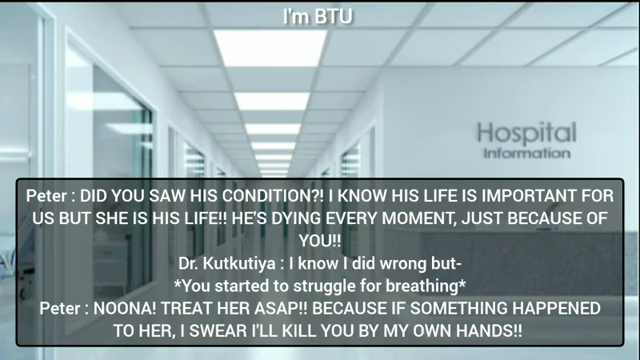 I'm BTU
Hospital
Information
Peter : DID YOU SAW HIS CONDITION?! I KNOW HIS LIFE IS IMPORTANT FOR
US BUT SHE IS HIS LIFE!! HE'S DYING EVERY MOMENT, JUST BECAUSE OF
YOU!!
Dr. Kutkutiya : I know I did wrong but-
*You started to struggle for breathing*
Peter : NOONA! TREAT HER ASAP!! BECAUSE IF SOMETHING HAPPENED
TO HER, I SWEAR I'LL KILL YOU BY MY OWN HANDS!!